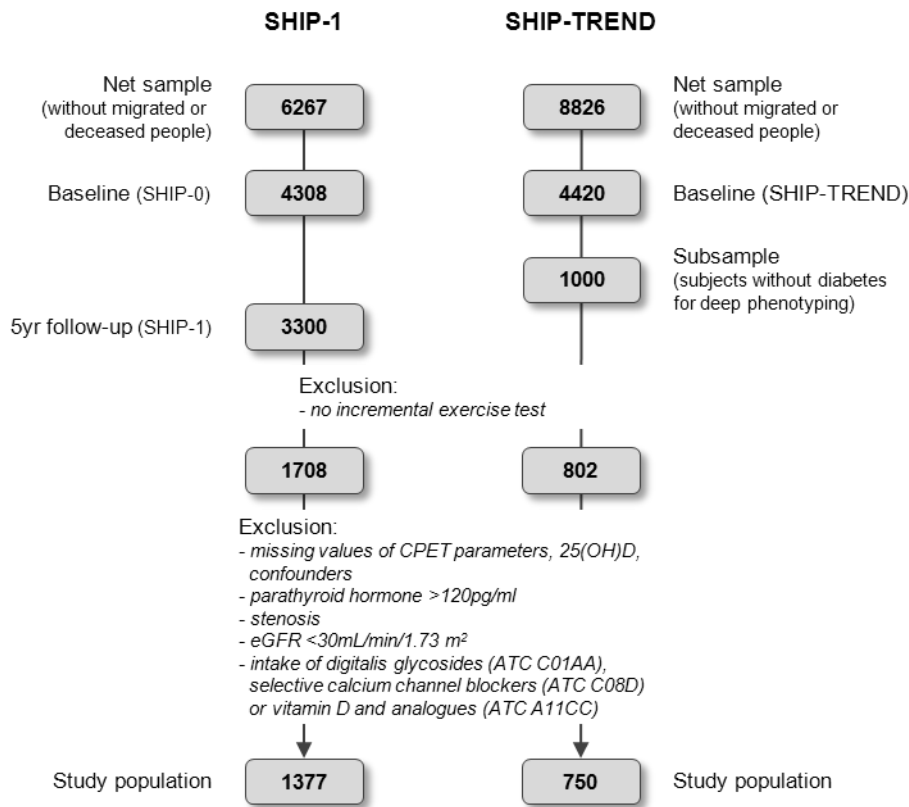 SHIP-1
SHIP-TREND
Net sample
(without migrated or
deceased people)
6267
8826
Net sample
(without migrated or
deceased people)
Baseline (SHIP-0)
4308
4420
Baseline (SHIP-TREND)
1000
Subsample
(subjects without diabetes
for deep phenotyping)
5yr follow-up (SHIP-1)
3300
Exclusion:
- no incremental exercise test
1708
802
Exclusion:
- missing values of CPET parameters, 25(OH)D,
confounders
- parathyroid hormone >120pg/ml
- stenosis
- eGFR <30mL/min/1.73 m²
- intake of digitalis glycosides (ATC C01AA),
selective calcium channel blockers (ATC C08D)
or vitamin D and analogues (ATC A11CC)
Study population
1377
750
Study population